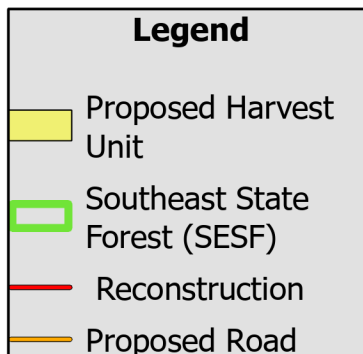 Legend
Proposed Harvest
Unit
Southeast State
Forest (SESF)
Reconstruction
Proposed Road